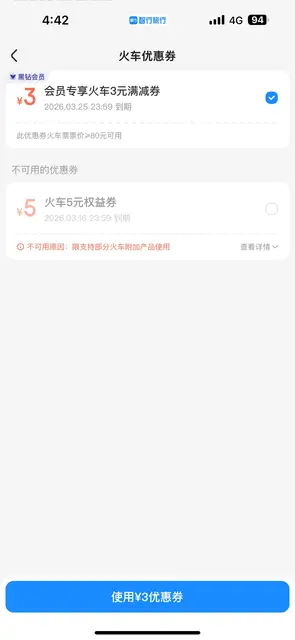 4:42
智行旅行
4G
94
火车优惠券
黑钻会员
¥3
会员专享火车3元满减券
2026.03.25 23:59 到期
此优惠券火车票票价≥80元可用
不可用的优惠券
¥5
火车5元权益券
2026.03.16 23:59 到期
不可用原因：限支持部分火车附加产品使用
查看详情
使用¥3优惠券